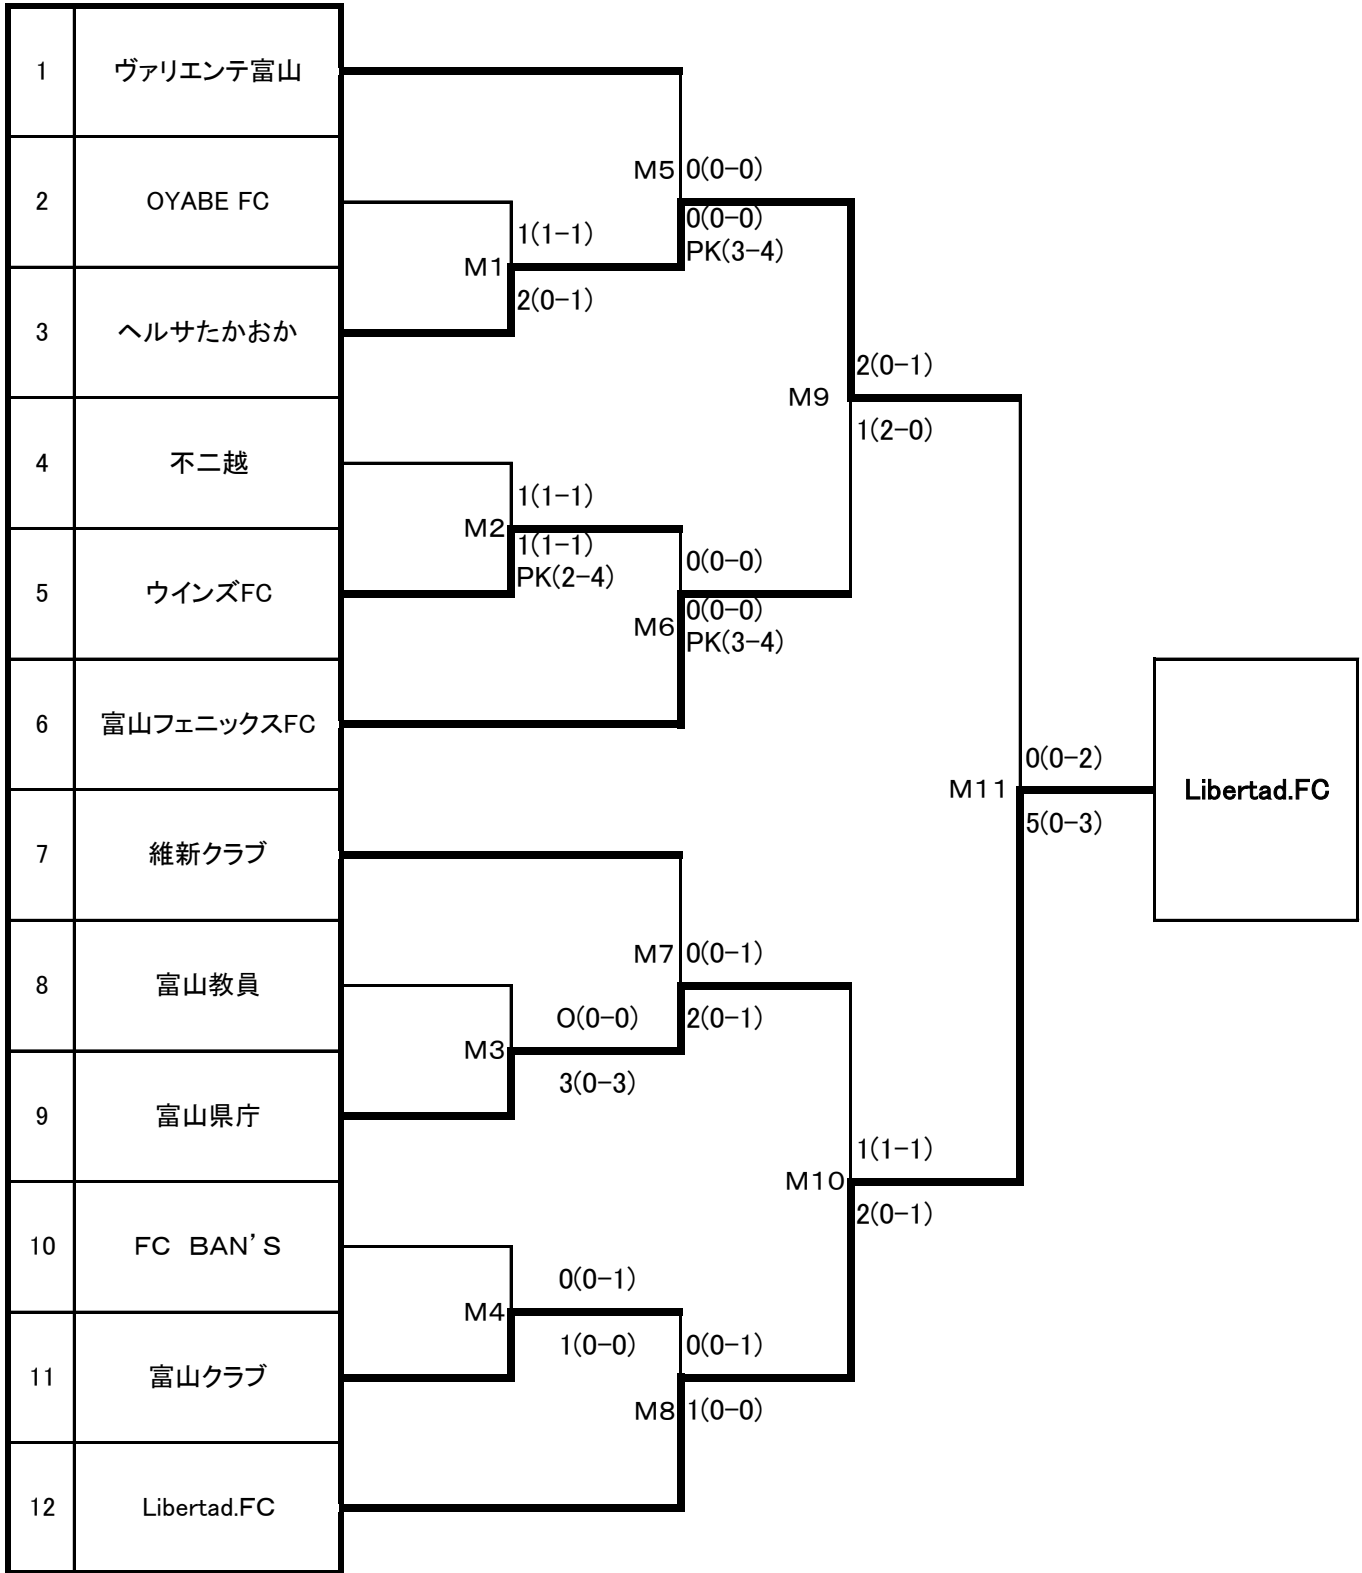 1 ヴァリエンテ富山
M5 0(0-0)
2 OYABE FC
0(0-0)
PK(3-4)
1(1-1)
M1
2(0-1)
3 ヘルサたかおか
2(0-1)
M9
1(2-0)
4 不二越
1(1-1)
M2
1(1-1)
PK(2-4)
0(0-0)
5 ウインズFC
0(0-0)
M6
PK(3-4)
6 富山フェニックスFC
0(0-2)
M11
Libertad.FC
5(0-3)
7 維新クラブ
M7 0(0-1)
8 富山教員
O(0-0)
2(0-1)
M3
3(0-3)
9 富山県庁
1(1-1)
M10
2(0-1)
10 FC BAN'S
0(0-1)
M4
1(0-0)
0(0-1)
11 富山クラブ
M8 1(0-0)
12 Libertad.FC